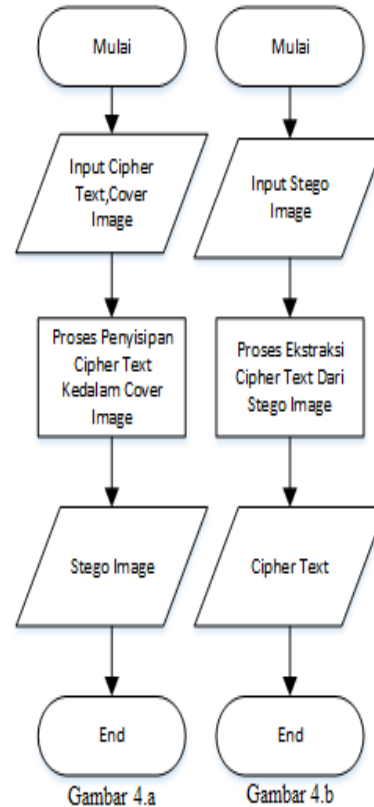 Mulai
Input Cipher
Text,Cover
Image
Proses Penyisipan
Cipher Text
Kedalam Cover
Image
Stego Image
End
Gambar 4.a
Mulai
Input Stego
Image
Proses Ekstraksi
Cipher Text Dari
Stego Image
Cipher Text
End
Gambar 4.b